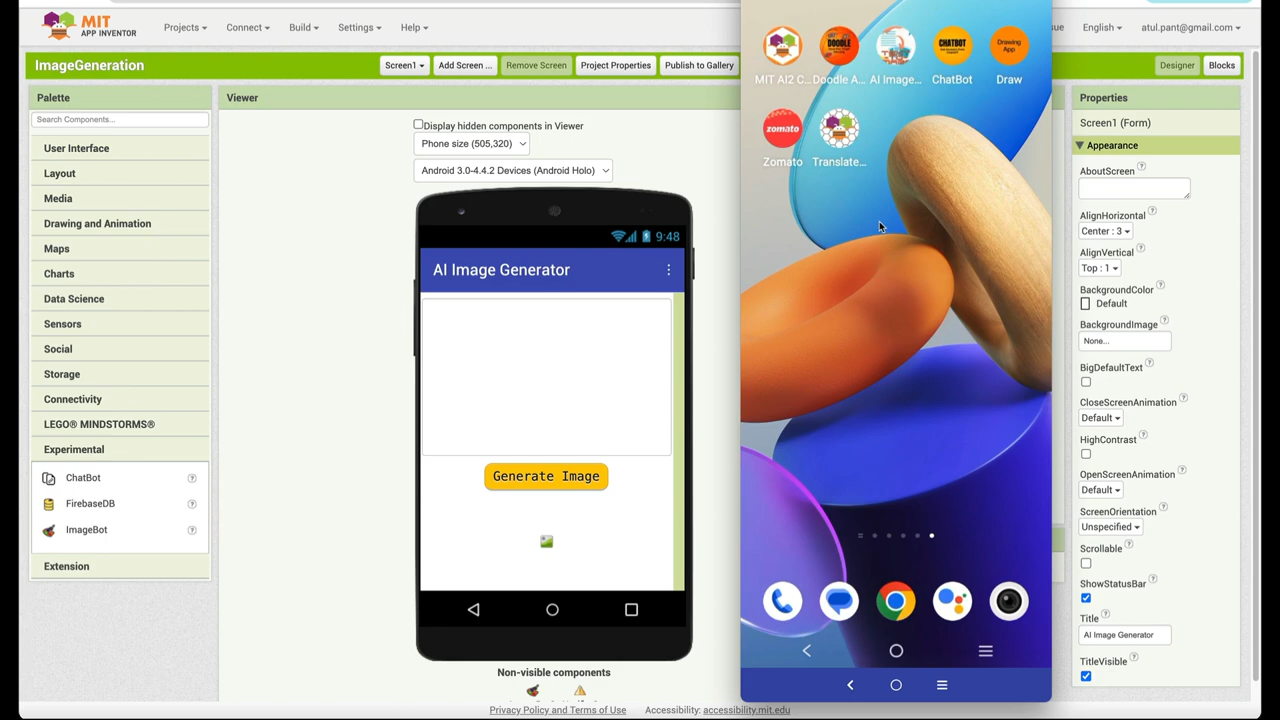 MIT
APP INVENTOR
Projects
Connect
Build
Settings
Help
ue
English
atul.pant@gmail.com
ImageGeneration
Screen1
Add Screen ...
Remove Screen
Project Properties
Publish to Gallery
Designer
Blocks
Palette
Search Components...
User Interface
Layout
Media
Drawing and Animation
Maps
Charts
Data Science
Sensors
Social
Storage
Connectivity
LEGO® MINDSTORMS®
Experimental
ChatBot
FirebaseDB
ImageBot
Extension
Viewer
Display hidden components in Viewer
Phone size (505,320)
Android 3.0-4.4.2 Devices (Android Holo)
9:48
AI Image Generator
Generate Image
Non-visible components
Privacy Policy and Terms of Use
Accessibility: accessibility.mit.edu
DOODLE
CHATBOT
Drawing
App
MIT AI2 C...
Doodle A...
AI Image...
ChatBot
Draw
zomato
Zomato
Translate...
Properties
Screen1 (Form)
Appearance
AboutScreen
AlignHorizontal
Center : 3
AlignVertical
Top : 1
BackgroundColor
Default
BackgroundImage
None...
BigDefaultText
CloseScreenAnimation
Default
HighContrast
OpenScreenAnimation
Default
ScreenOrientation
Unspecified
Scrollable
ShowStatusBar
Title
AI Image Generator
TitleVisible